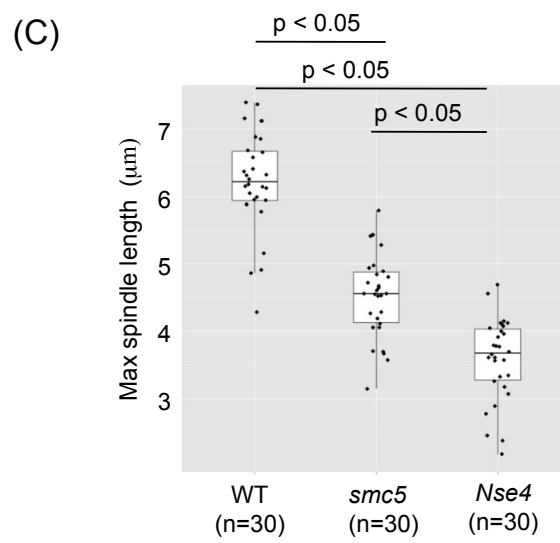 (C)
p < 0.05
p < 0.05
p < 0.05
Max spindle length (μm)
7
6
5
4
3
WT
(n=30)
smc5
(n=30)
Nse4
(n=30)